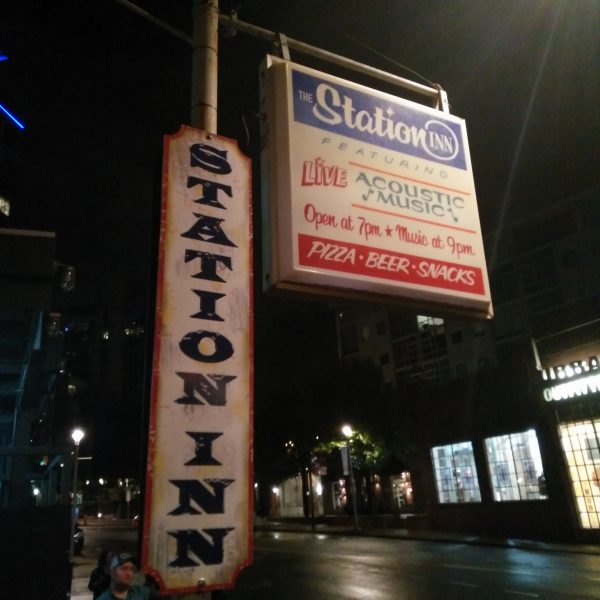 STATION INN
THE
Station INN
FEATURING
LIVE
ACOUSTIC
MUSIC
Open at 7pm ★ Music at 9pm
PIZZA • BEER • SNACKS